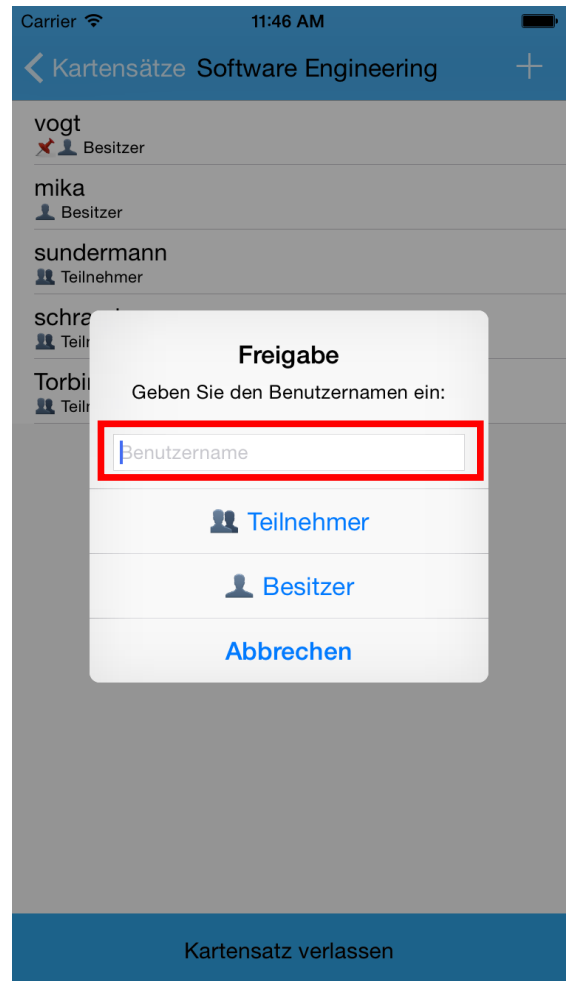 Carrier 11:46 AM
Kartensätze Software Engineering
vogt
Besitzer
mika
Besitzer
sundermann
Teilnehmer
Freigabe
Geben Sie den Benutzernamen ein:
Benutzername
Teilnehmer
Besitzer
Abbrechen
Kartensatz verlassen